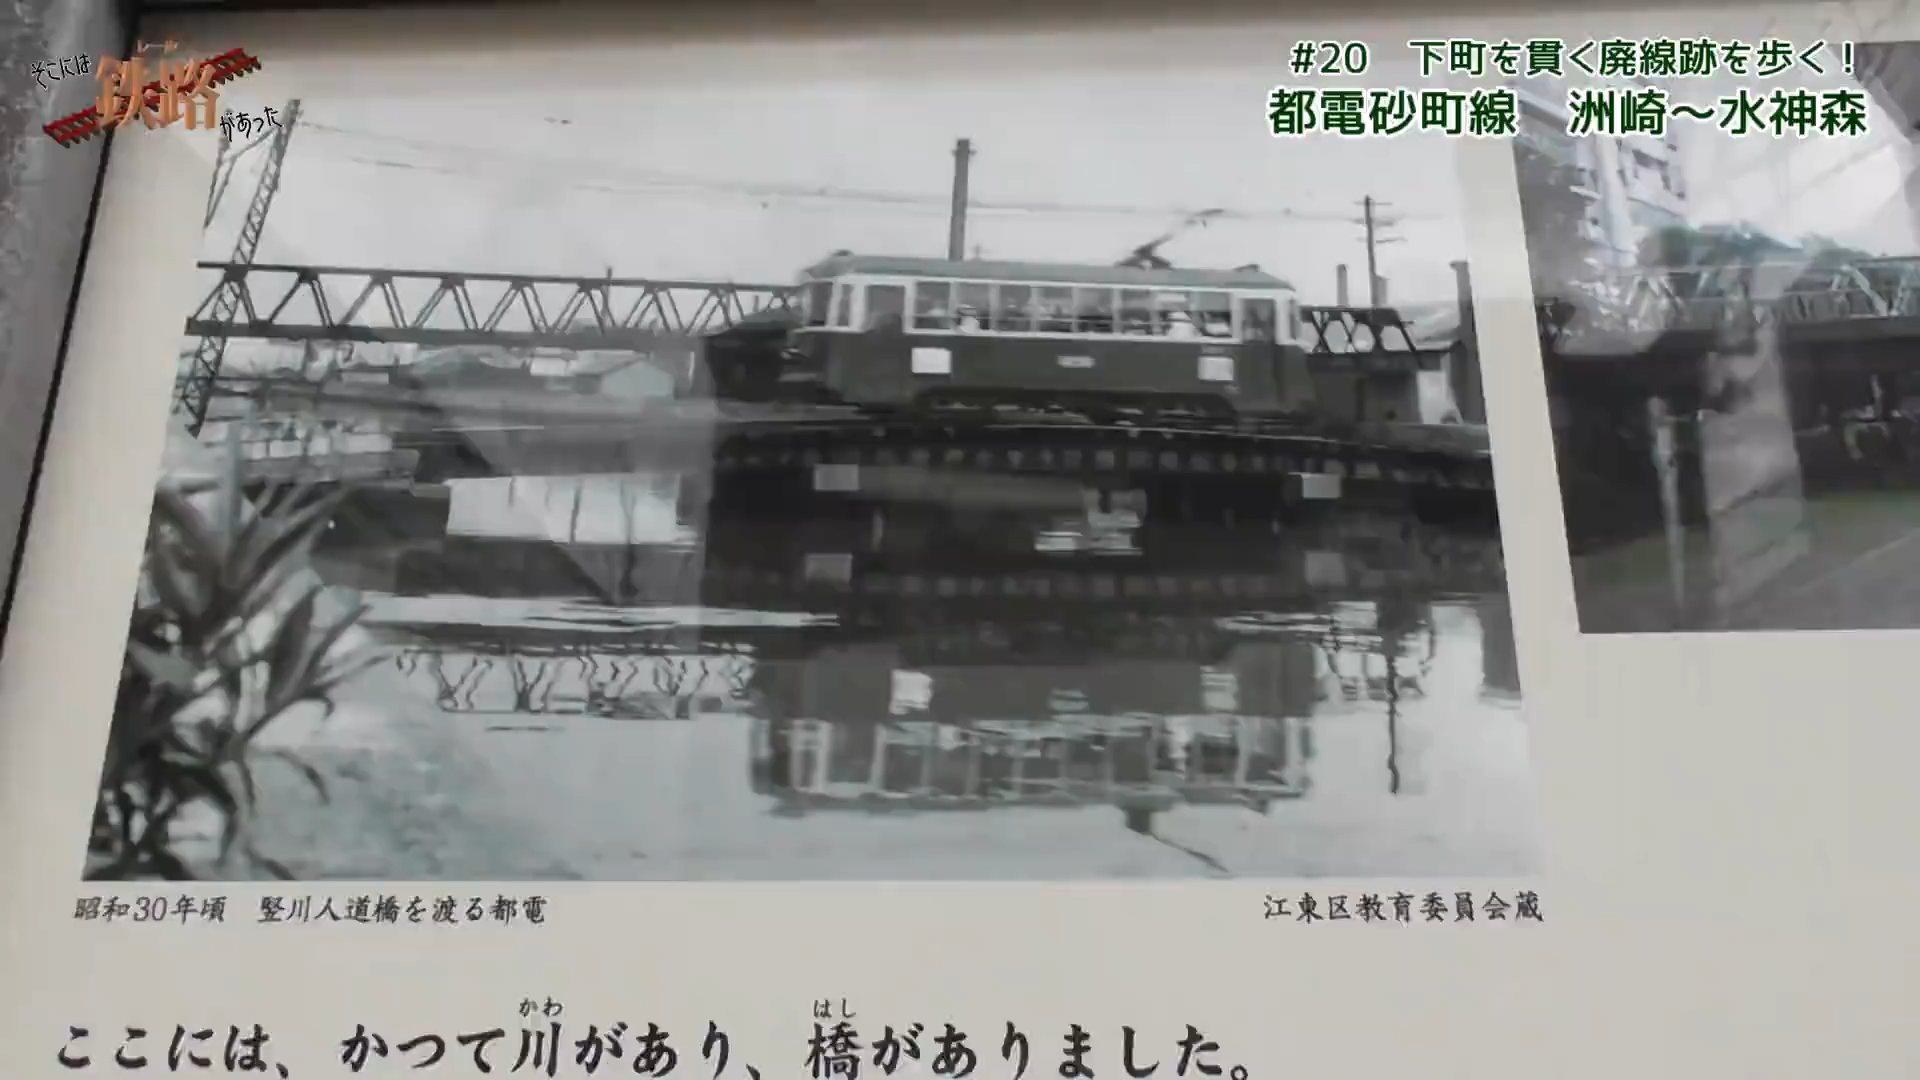 そこには
レール
鉄路
があった
#20　下町を貫く廃線跡を歩く!
都電砂町線　洲崎～水神森
昭和30年頃　竪川人道橋を渡る都電
江東区教育委員会蔵
かわ　はし
ここには、かつて川があり、橋がありました。